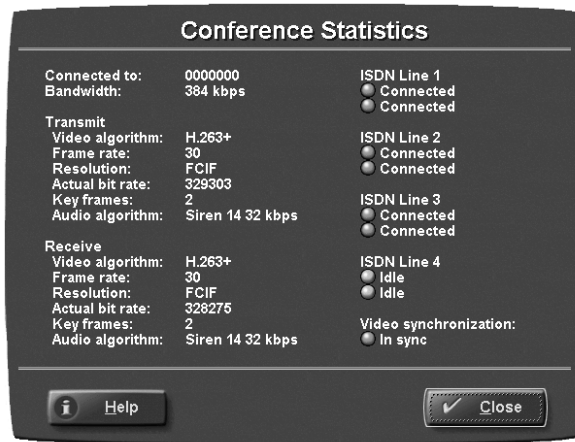 Conference Statistics
Connected to: 0000000
Bandwidth: 384 kbps
Transmit
Video algorithm: H.263+
Frame rate: 30
Resolution: FCIF
Actual bit rate: 329303
Key frames: 2
Audio algorithm: Siren 14 32 kbps
Receive
Video algorithm: H.263+
Frame rate: 30
Resolution: FCIF
Actual bit rate: 328275
Key frames: 2
Audio algorithm: Siren 14 32 kbps
ISDN Line 1
Connected
Connected
ISDN Line 2
Connected
Connected
ISDN Line 3
Connected
Connected
ISDN Line 4
Idle
Idle
Video synchronization:
In sync
Help
Close